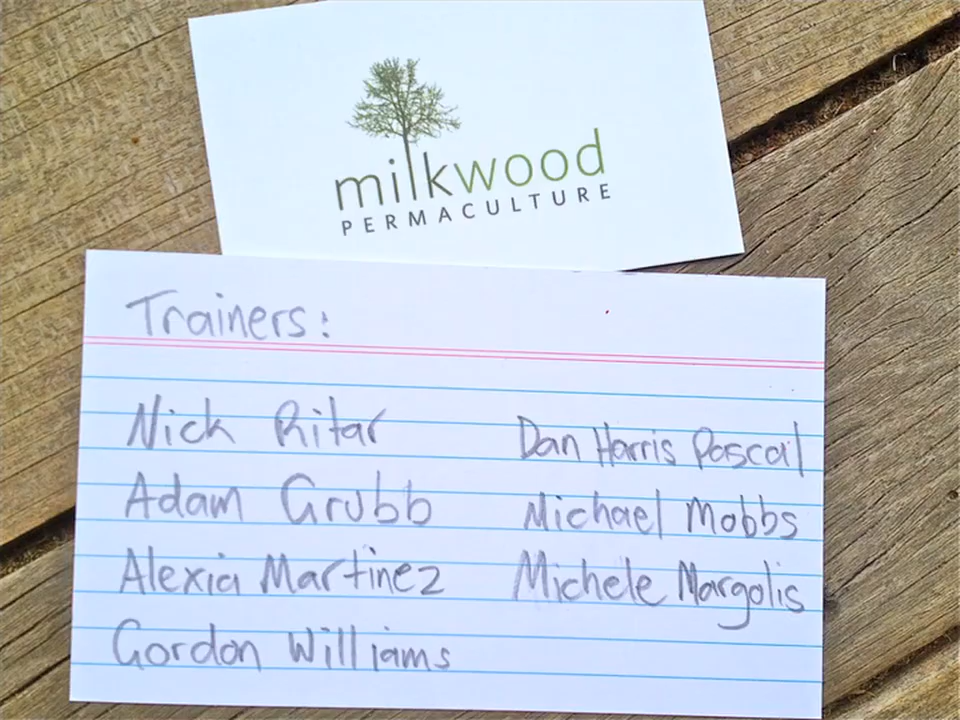 milkwood
PERMACULTURE
Trainers:
Nick Ritar
Adam Grubb
Alexia Martinez
Gordon Williams
Dan Harris Pascal
Michael Mobbs
Michele Margolis